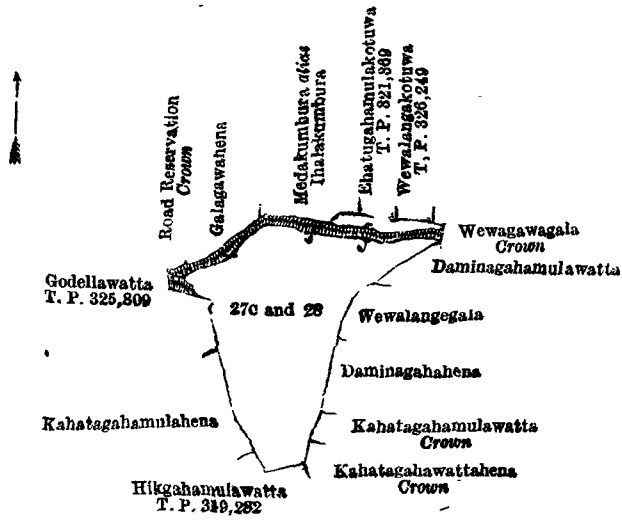 Road Reservation
Crown
Galagawahena
Medakumbura alias
Ihalakumbura
Ehatugahamulakotuwa
T. P. 321,369
Wewalangakotuwa
T, P. 326,249
Wewagawagala
Crown
Daminagahamulawatta
Godellawatta
T. P. 325,809
27c and 28
Wewalangegala
Daminagahahena
Kahatagahamulahena
Kahatagahamulawatta
Crown
Kahatagahawattahena
Crown
Hikgahamulawatta
T. P. 319,282